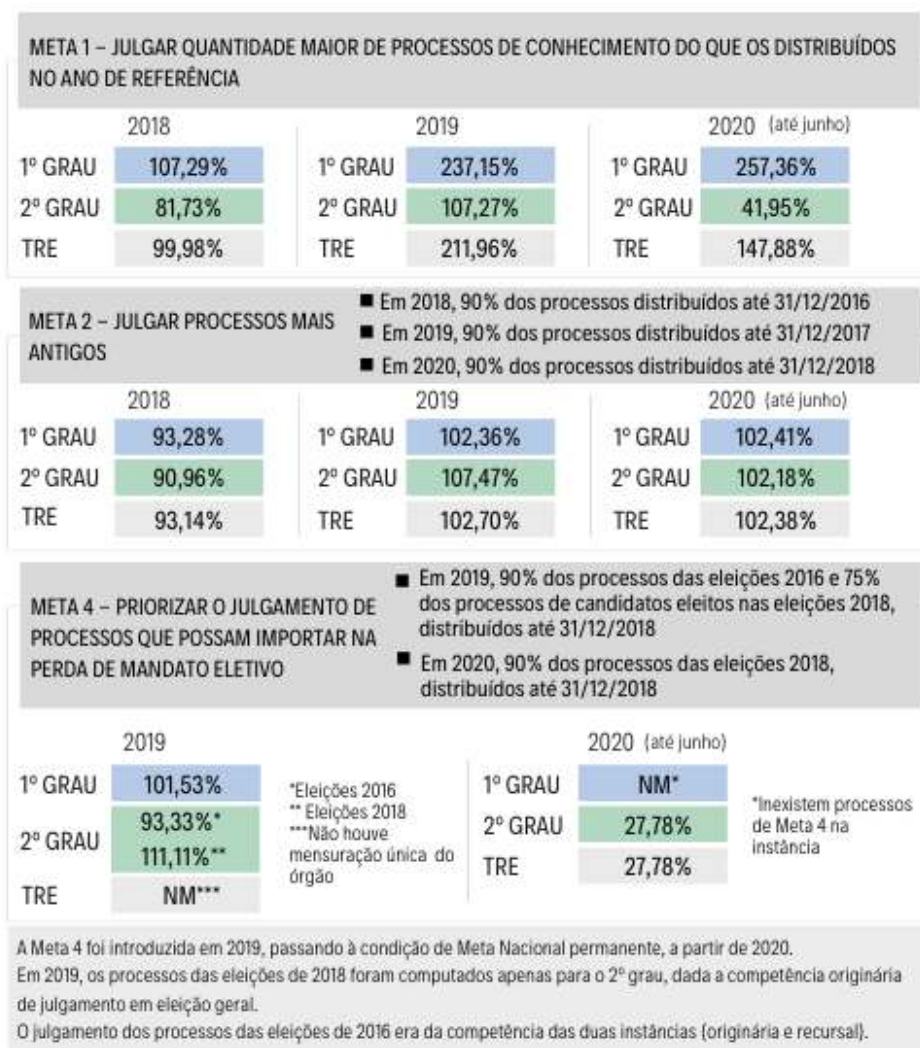 META 1 – JULGAR QUANTIDADE MAIOR DE PROCESSOS DE CONHECIMENTO DO QUE OS DISTRIBUÍDOS
NO ANO DE REFERÊNCIA
2018 2019 2020 (até junho)
1º GRAU 107,29% 1º GRAU 237,15% 1º GRAU 257,36%
2º GRAU 81,73% 2º GRAU 107,27% 2º GRAU 41,95%
TRE 99,98% TRE 211,96% TRE 147,88%
META 2 – JULGAR PROCESSOS MAIS
ANTIGOS
■ Em 2018, 90% dos processos distribuídos até 31/12/2016
■ Em 2019, 90% dos processos distribuídos até 31/12/2017
■ Em 2020, 90% dos processos distribuídos até 31/12/2018
2018 2019 2020 (até junho)
1º GRAU 93,28% 1º GRAU 102,36% 1º GRAU 102,41%
2º GRAU 90,96% 2º GRAU 107,47% 2º GRAU 102,18%
TRE 93,14% TRE 102,70% TRE 102,38%
META 4 – PRIORIZAR O JULGAMENTO DE
PROCESSOS QUE POSSAM IMPORTAR NA
PERDA DE MANDATO ELETIVO
■ Em 2019, 90% dos processos das eleições 2016 e 75%
dos processos de candidatos eleitos nas eleições 2018,
distribuídos até 31/12/2018
■ Em 2020, 90% dos processos das eleições 2018,
distribuídos até 31/12/2018
2019
1º GRAU 101,53%
2º GRAU 93,33%*
111,11%**
TRE NM***
*Eleições 2016
** Eleições 2018
***Não houve
mensuração única do
órgão
2020 (até junho)
1º GRAU NM*
2º GRAU 27,78%
TRE 27,78%
*Inexistem processos
de Meta 4 na
instância
A Meta 4 foi introduzida em 2019, passando à condição de Meta Nacional permanente, a partir de 2020.
Em 2019, os processos das eleições de 2018 foram computados apenas para o 2º grau, dada a competência originária
de julgamento em eleição geral.
O julgamento dos processos das eleições de 2016 era da competência das duas instâncias (originária e recursal).